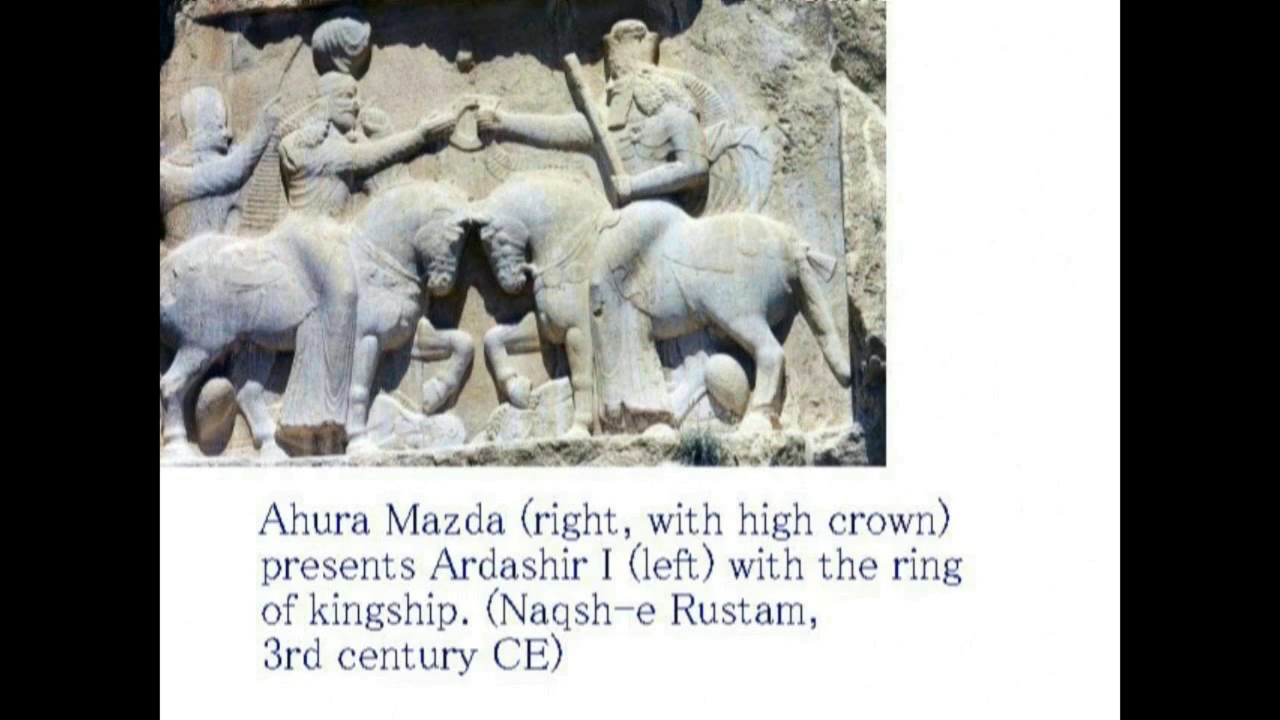 Ahura Mazda (right, with high crown)
presents Ardashir I (left) with the ring
of kingship. (Naqsh-e Rustam,
3rd century CE)